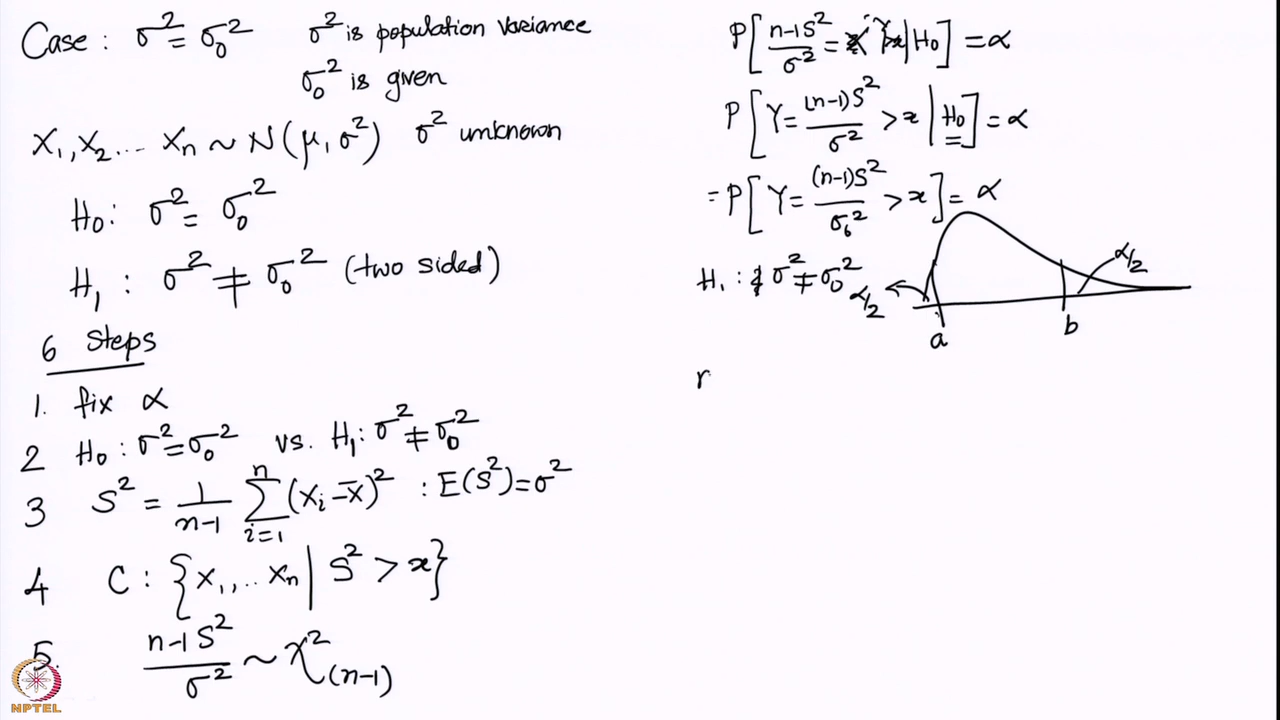 Case : σ² = σ₀² σ² is population variance
σ₀² is given
X₁, X₂ ... Xₙ ~ N(μ, σ²) σ² unknown
H₀: σ² = σ₀²
H₁ : σ² ≠ σ₀² (two sided)
6 Steps
1. fix α
2 H₀ : σ² = σ₀² vs. H₁: σ² ≠ σ₀²
3 S² = 1/(n-1) Σ_{i=1}^{n} (xᵢ - x̄)² : E(S²) = σ²
4 C : {X₁, .. Xₙ | S² > x}
5. n-1 S²/σ² ~ χ²₍ₙ₋₁₎
P[n-1 S²/σ² = > x | H₀] = α
P[Y = (n-1)S²/σ² > x | H₀] = α
= P[Y = (n-1)S²/σ₀² > x] = α
H₁ : σ² ≠ σ₀²
α/2 α/2
a b
r
NPTEL